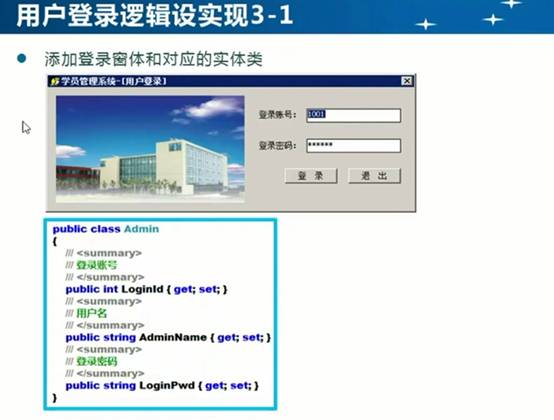 用户登录逻辑设实现3-1
添加登录窗体和对应的实体类
学员管理系统-[用户登录]
登录账号：
1001
登录密码：
******
登 录
退 出
public class Admin
{
/// <summary>
/// 登录账号
/// </summary>
public int LoginId { get; set; }
/// <summary>
/// 用户名
/// </summary>
public string AdminName { get; set; }
/// <summary>
/// 登录密码
/// </summary>
public string LoginPwd { get; set; }
}